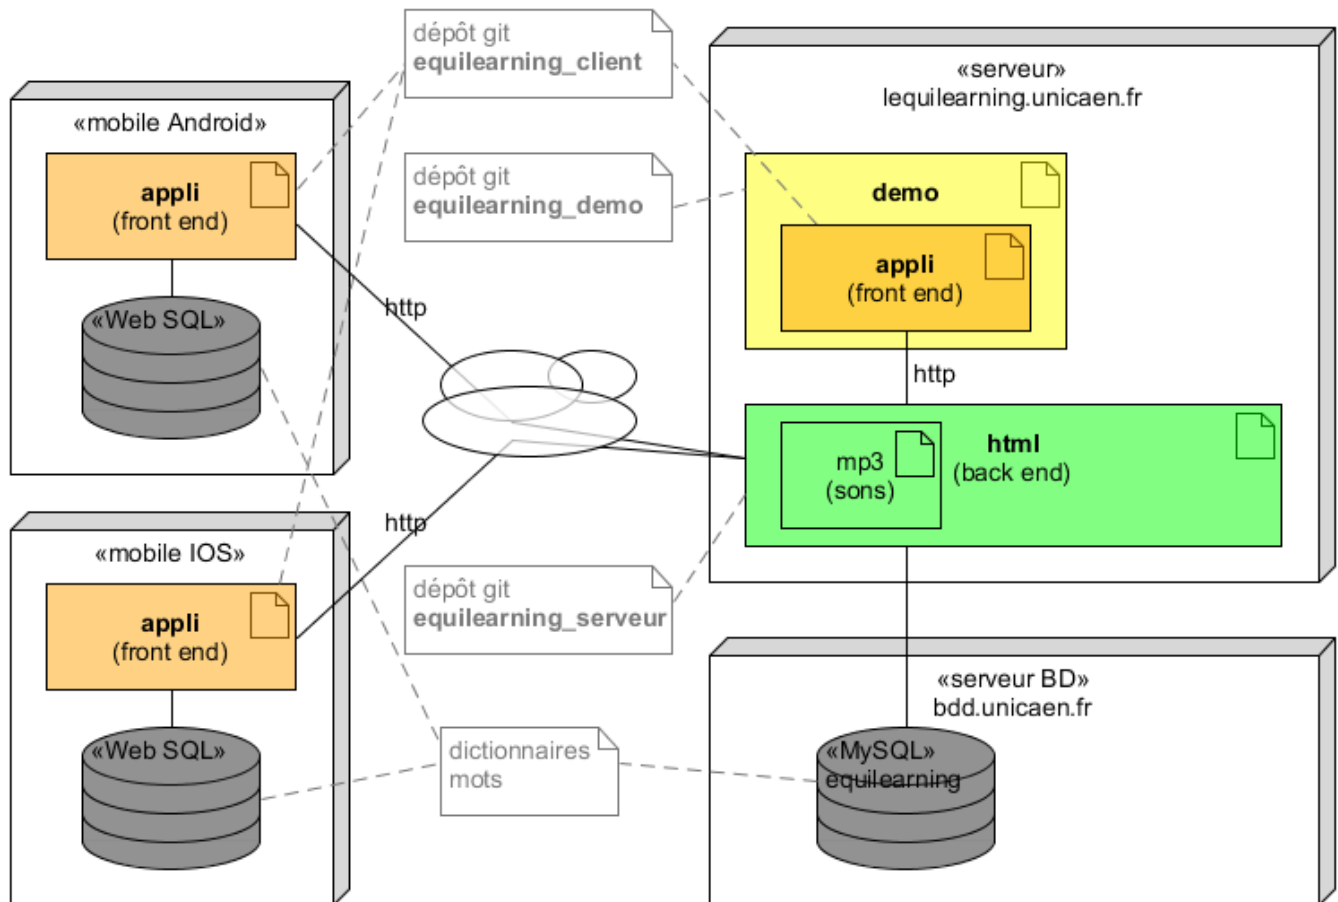 dépôt git
equilearning_client
«serveur»
lequilearning.unicaen.fr
«mobile Android»
appli
(front end)
dépôt git
equilearning_demo
demo
appli
(front end)
«Web SQL»
http
http
html
(back end)
mp3
(sons)
http
«mobile IOS»
dépôt git
equilearning_serveur
appli
(front end)
«serveur BD»
bdd.unicaen.fr
«Web SQL»
dictionnaires
mots
«MySQL»
equilearning